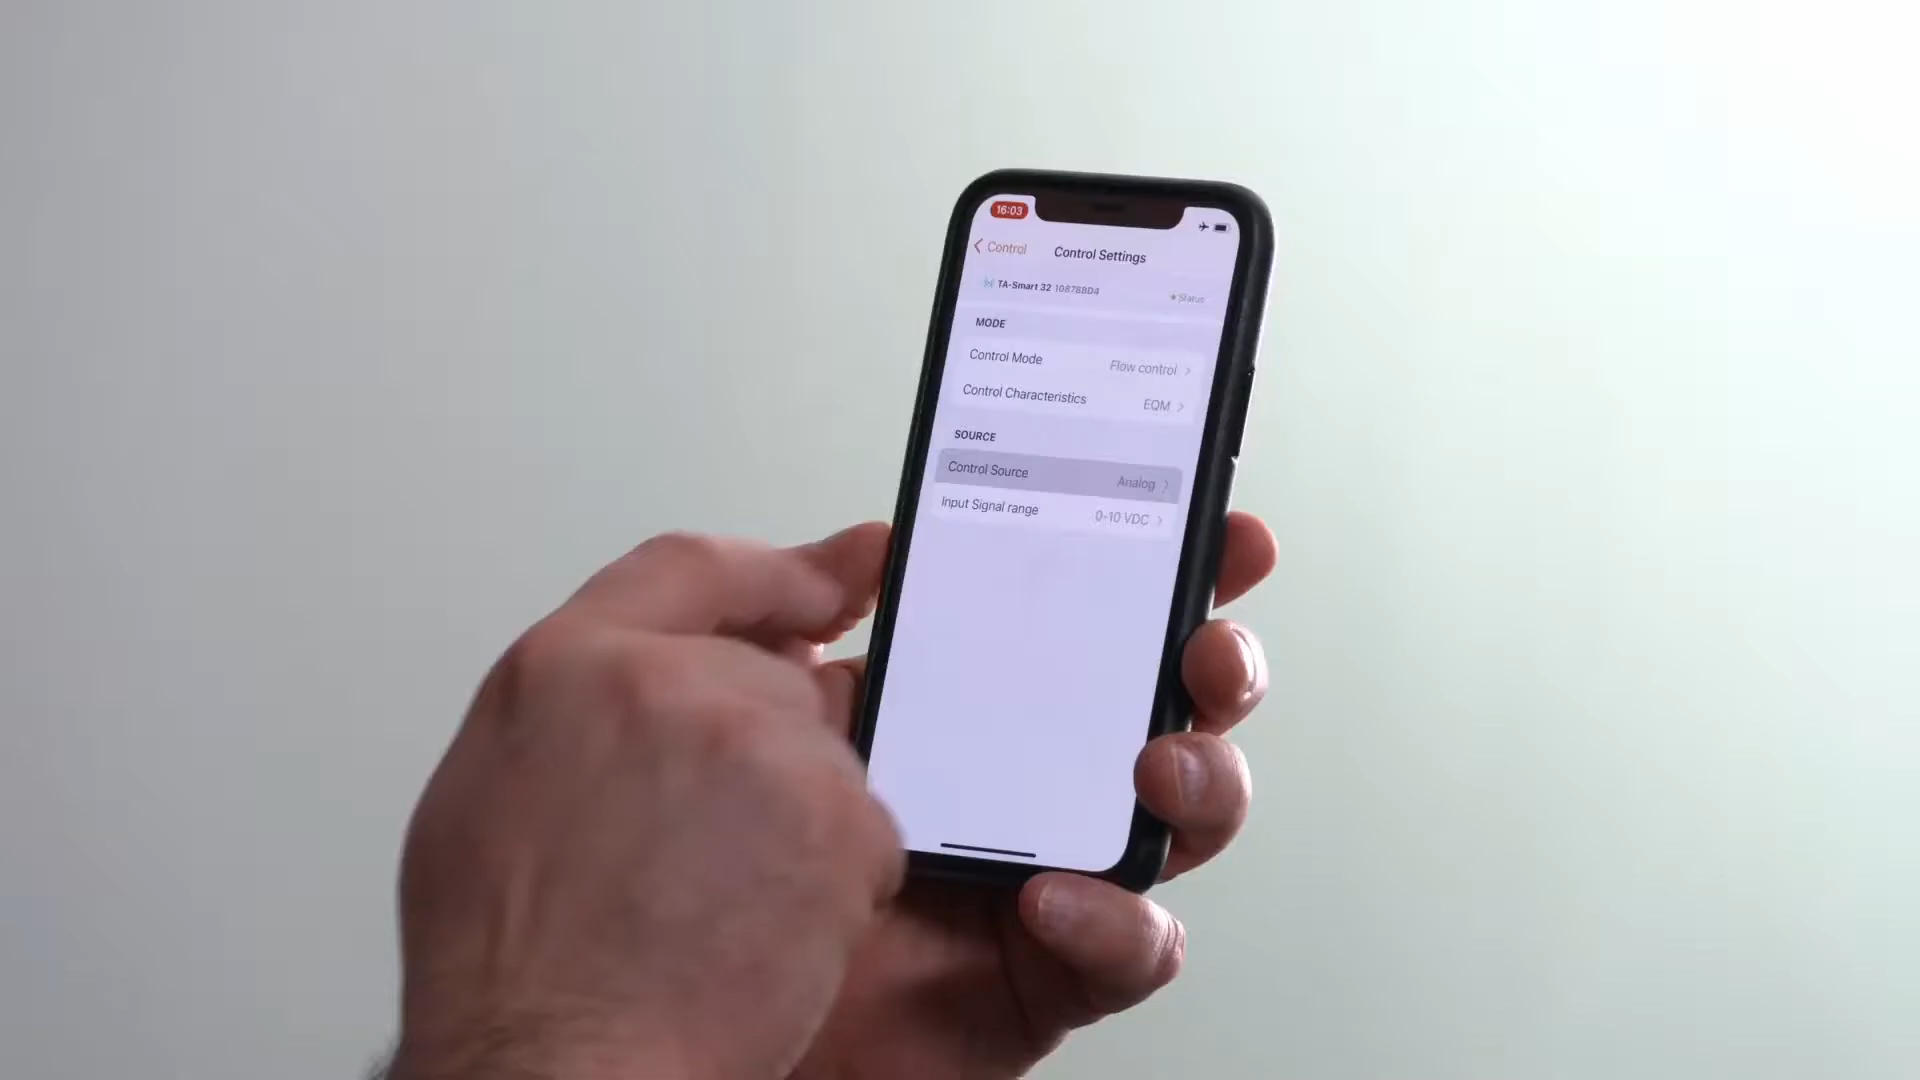 16:03
Control Control Settings
TA-Smart 32 10878BD4 Status
MODE
Control Mode Flow control
Control Characteristics EQM
SOURCE
Control Source Analog
Input Signal range 0-10 VDC